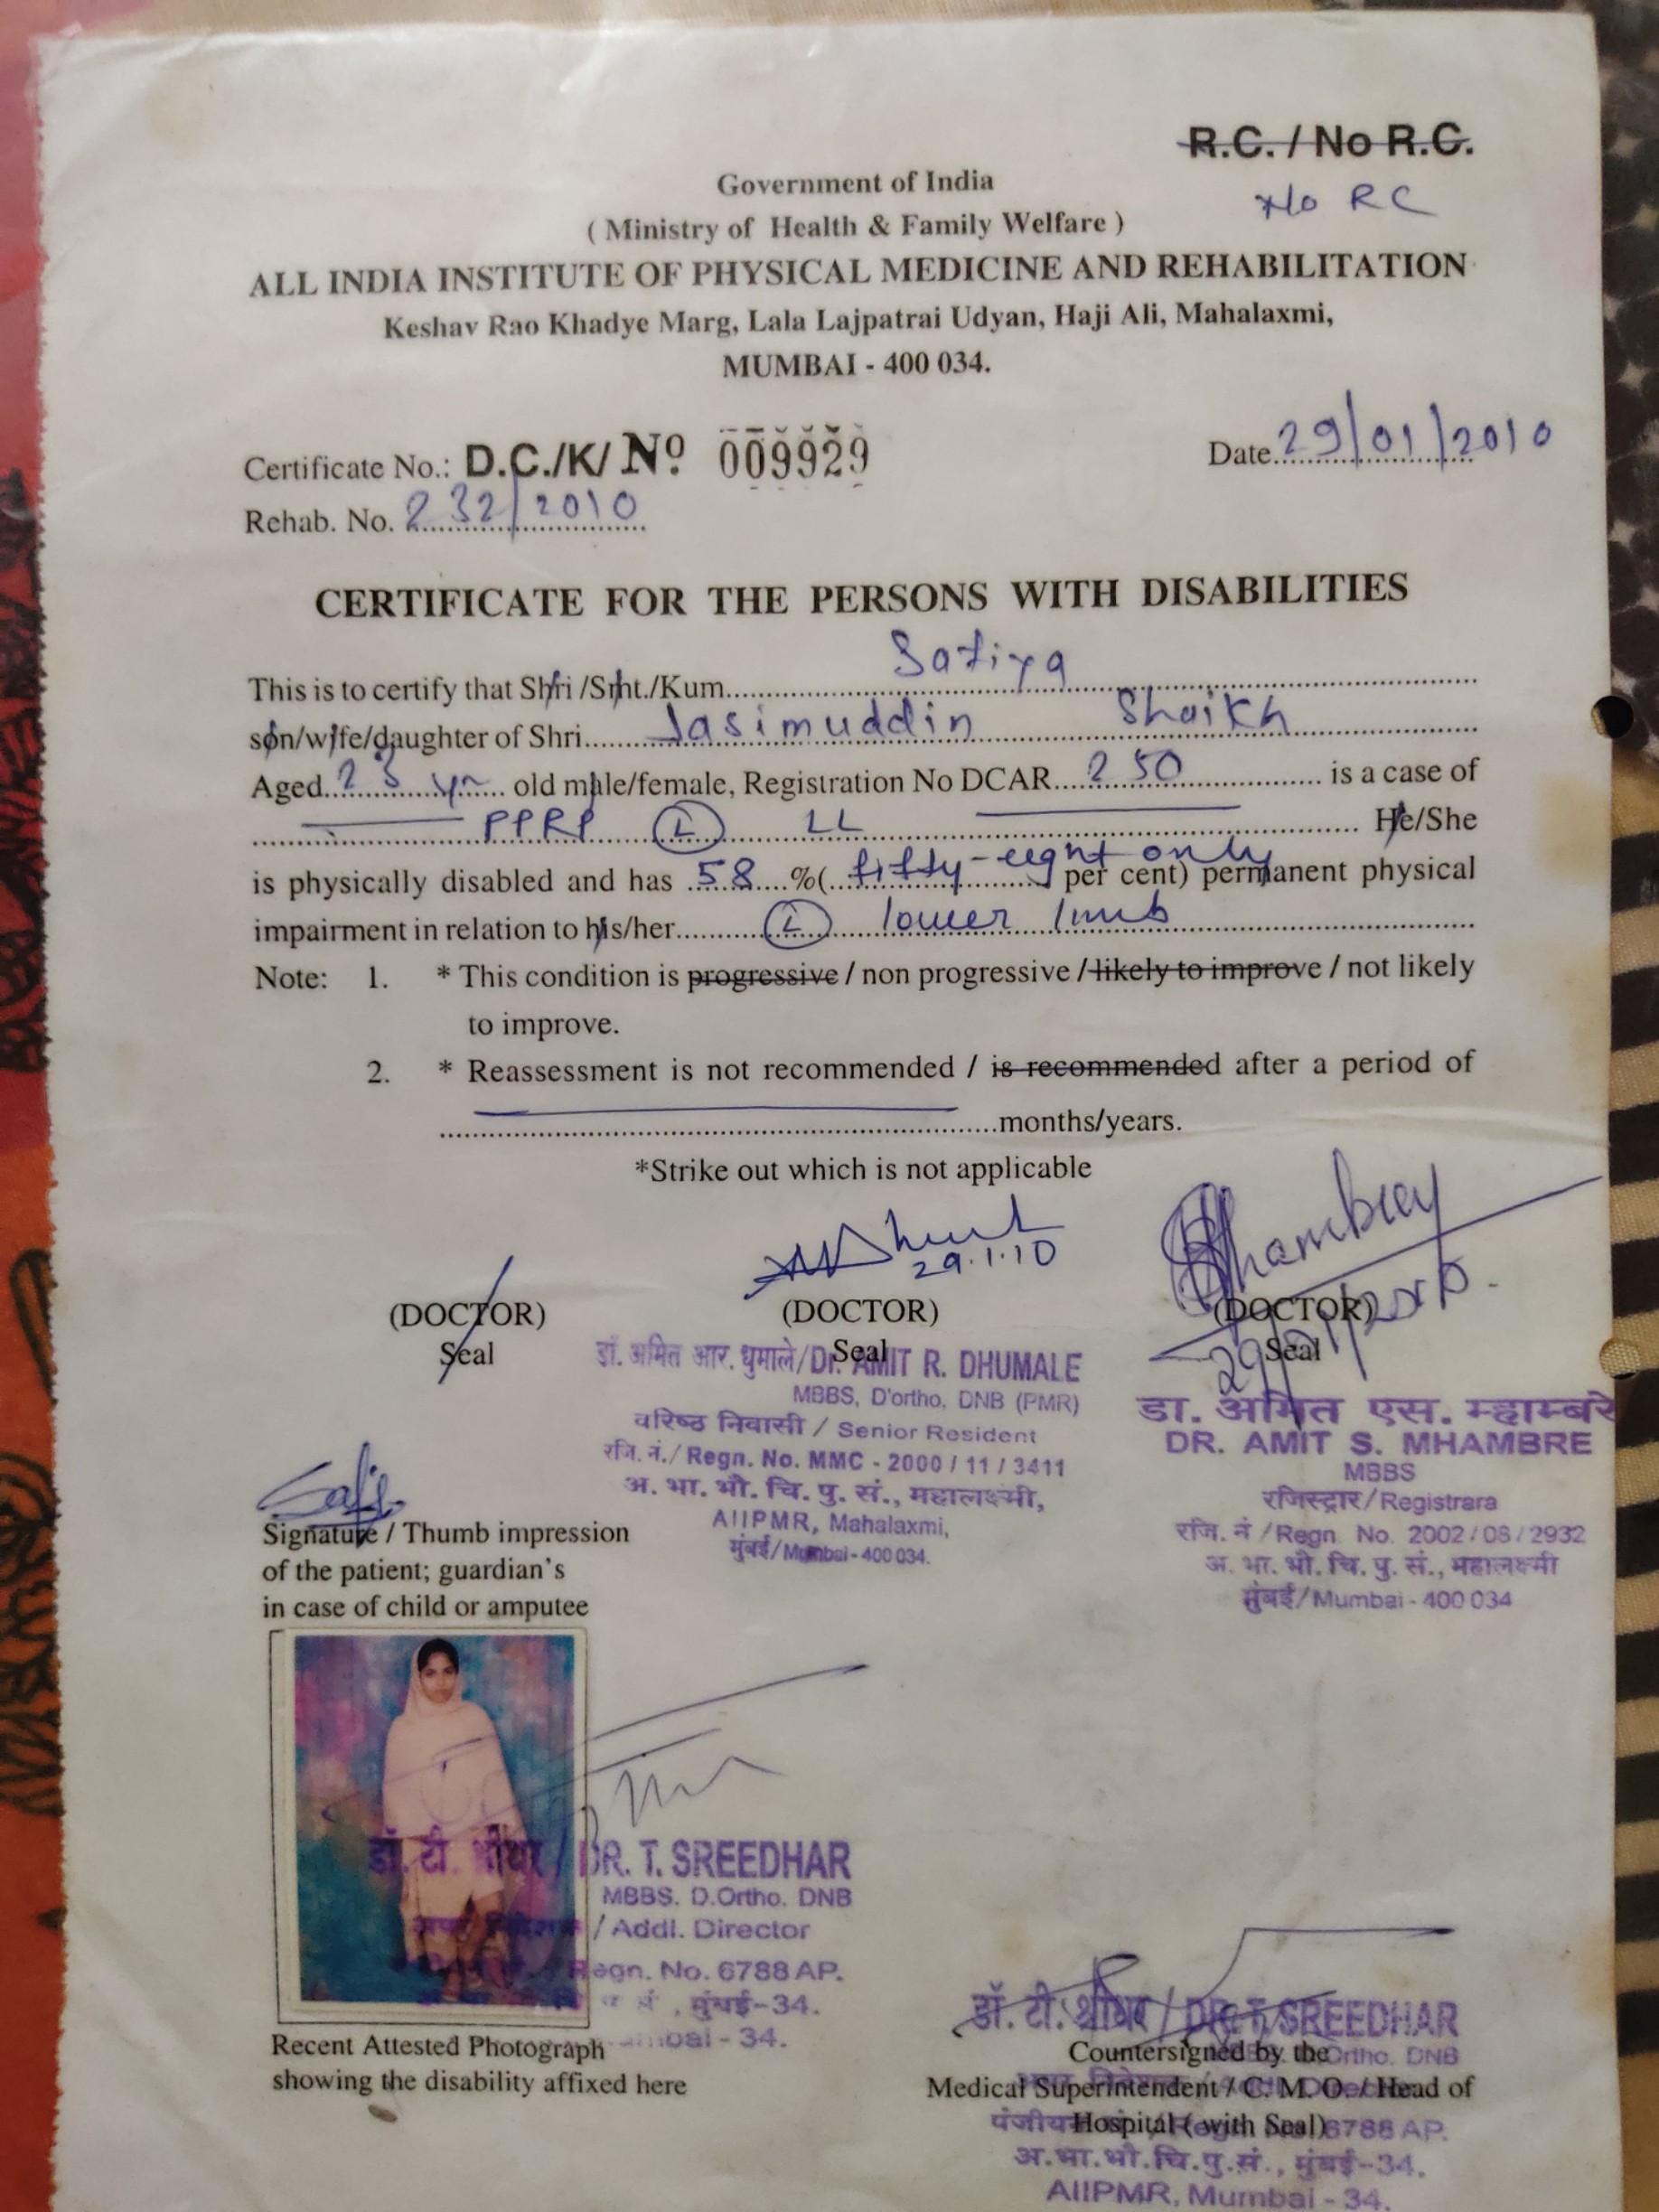 R.C. / No R.C.
No RC
Government of India
( Ministry of Health & Family Welfare )
ALL INDIA INSTITUTE OF PHYSICAL MEDICINE AND REHABILITATION
Keshav Rao Khadye Marg, Lala Lajpatrai Udyan, Haji Ali, Mahalaxmi,
MUMBAI - 400 034.
Certificate No.: D.C./K/ Nº 009929 Date 29/01/2010
Rehab. No. 232/2010
CERTIFICATE FOR THE PERSONS WITH DISABILITIES
This is to certify that Shri /Smt./Kum. Safiya
son/wife/daughter of Shri Jasimuddin Shaikh
Aged 23 yr old male/female, Registration No DCAR 250 is a case of
PPRP (L) LL He/She
is physically disabled and has 58 %( fifty-eight only per cent) permanent physical
impairment in relation to his/her (L) lower limb
Note: 1. * This condition is progressive / non progressive / likely to improve / not likely
to improve.
2. * Reassessment is not recommended / is recommended after a period of
months/years.
*Strike out which is not applicable
29.1.10
(DOCTOR) (DOCTOR) (DOCTOR)
Seal Seal Seal
डॉ. अमित आर. धुमाले/Dr. AMIT R. DHUMALE
MBBS, D'ortho, DNB (PMR)
वरिष्ठ निवासी / Senior Resident
रजि. नं./ Regn. No. MMC - 2000 / 11 / 3411
अ. भा. भौ. चि. पु. सं., महालक्ष्मी,
AIIPMR, Mahalaxmi,
मुंबई/Mumbai-400 034.
डा. अमित एस. म्हाम्बरे
DR. AMIT S. MHAMBRE
MBBS
रजिस्ट्रार/Registrara
रजि. नं /Regn. No. 2002/08/2932
अ. भा. भौ. चि. पु. सं., महालक्ष्मी
मुंबई/Mumbai - 400 034
Signature / Thumb impression
of the patient; guardian's
in case of child or amputee
डॉ. टी. श्रीधर / DR. T. SREEDHAR
MBBS. D.Ortho. DNB
/ Addl. Director
Regn. No. 6788 AP.
मुंबई-34.
- 34.
Recent Attested Photograph
showing the disability affixed here
डॉ. टी. श्रीधर / DR. T. SREEDHAR
Ortho. DNB
Countersigned by the
Medical Superintendent / C. M. O. / Head of
Hospital ( with Seal)
6788 AP.
अ.भा.भौ.चि.पु.सं., मुंबई-34.
AIIPMR, Mumbai - 34.